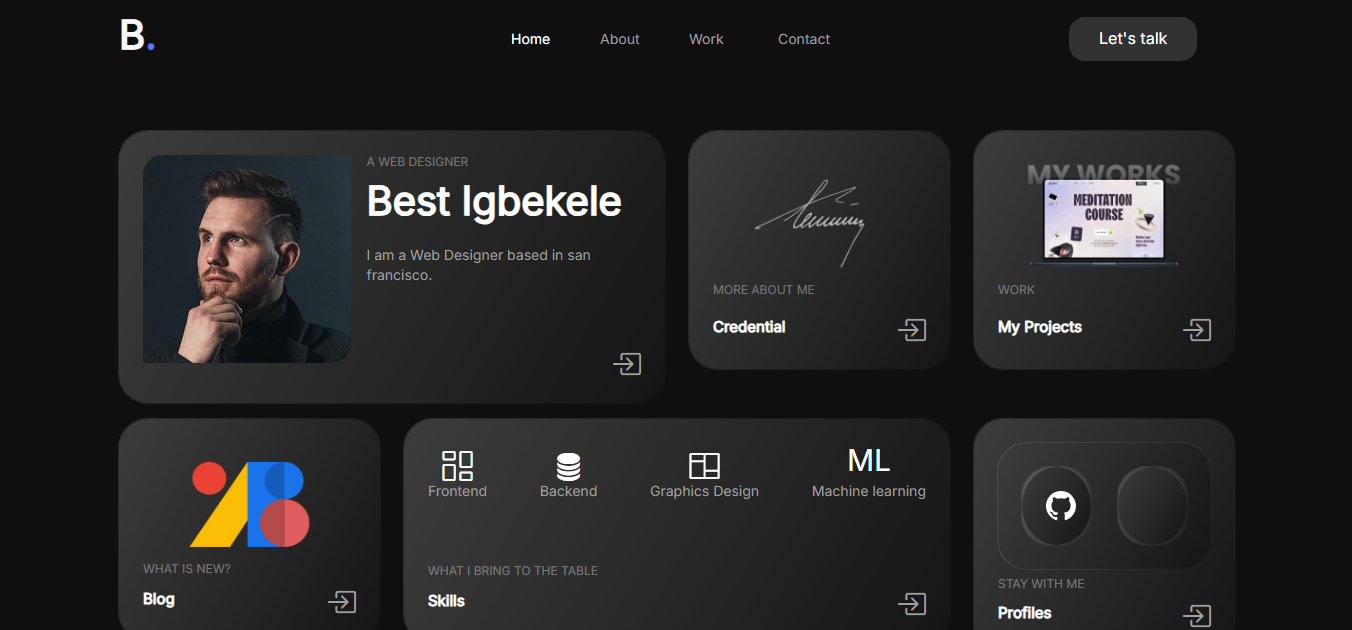 B.
Home
About
Work
Contact
Let's talk
A WEB DESIGNER
Best Igbekele
I am a Web Designer based in san
francisco.
MORE ABOUT ME
Credential
MY WORKS
MEDITATION
COURSE
WORK
My Projects
WHAT IS NEW?
Blog
Frontend
Backend
Graphics Design
ML
Machine learning
WHAT I BRING TO THE TABLE
Skills
STAY WITH ME
Profiles